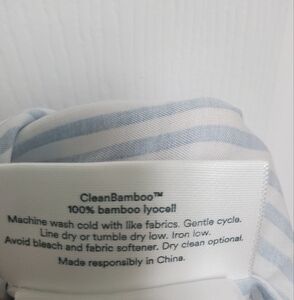 CleanBamboo™
100% bamboo lyocell
Machine wash cold with like fabrics. Gentle cycle.
Line dry or tumble dry low. Iron low.
Avoid bleach and fabric softener. Dry clean optional.
Made responsibly in China.